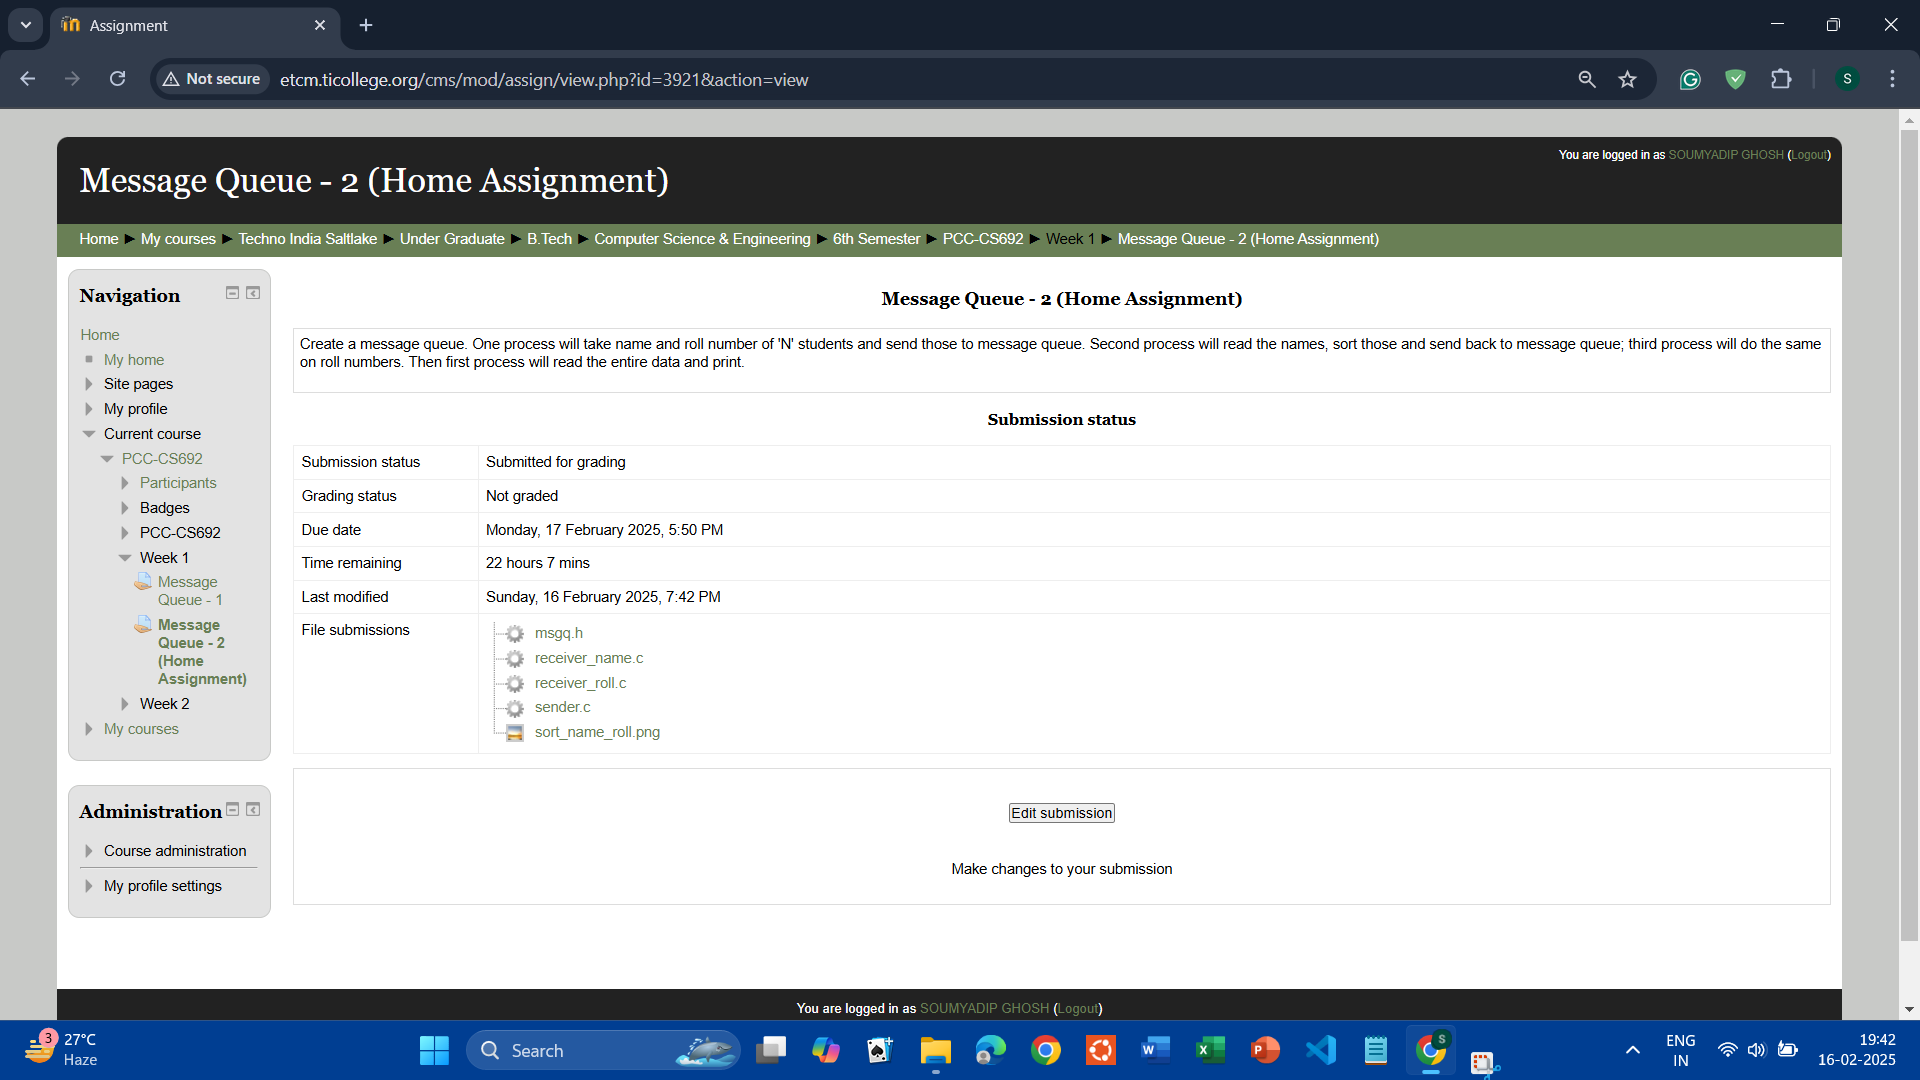 Assignment
Not secure
etcm.ticollege.org/cms/mod/assign/view.php?id=3921&action=view
S
You are logged in as SOUMYADIP GHOSH (Logout)
Message Queue - 2 (Home Assignment)
Home ► My courses ► Techno India Saltlake ► Under Graduate ► B.Tech ► Computer Science & Engineering ► 6th Semester ► PCC-CS692 ► Week 1 ► Message Queue - 2 (Home Assignment)
Navigation
Home
My home
Site pages
My profile
Current course
PCC-CS692
Participants
Badges
PCC-CS692
Week 1
Message
Queue - 1
Message
Queue - 2
(Home
Assignment)
Week 2
My courses
Administration
Course administration
My profile settings
Message Queue - 2 (Home Assignment)
Create a message queue. One process will take name and roll number of 'N' students and send those to message queue. Second process will read the names, sort those and send back to message queue; third process will do the same
on roll numbers. Then first process will read the entire data and print.
Submission status
Submission status Submitted for grading
Grading status Not graded
Due date Monday, 17 February 2025, 5:50 PM
Time remaining 22 hours 7 mins
Last modified Sunday, 16 February 2025, 7:42 PM
File submissions
msgq.h
receiver_name.c
receiver_roll.c
sender.c
sort_name_roll.png
Edit submission
Make changes to your submission
You are logged in as SOUMYADIP GHOSH (Logout)
3
27°C
Haze
Search
W
X
P
S
ENG
IN
19:42
16-02-2025